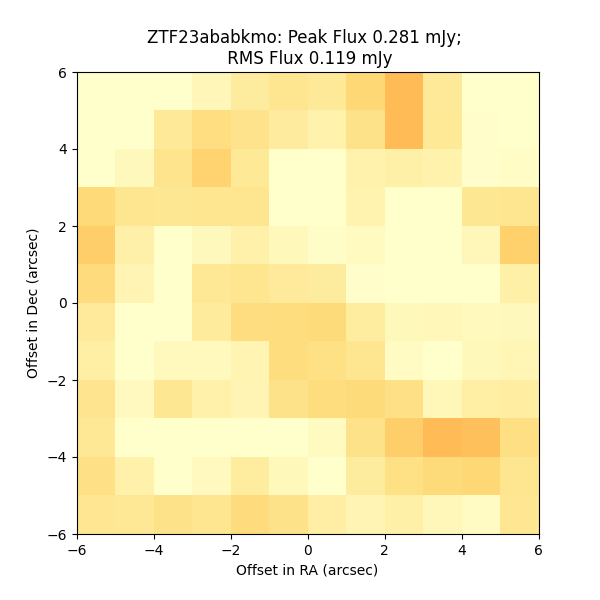 ZTF23ababkmo: Peak Flux 0.281 mJy;
RMS Flux 0.119 mJy
6
4
2
0
−2
−4
−6
Offset in Dec (arcsec)
−6 −4 −2 0 2 4 6
Offset in RA (arcsec)